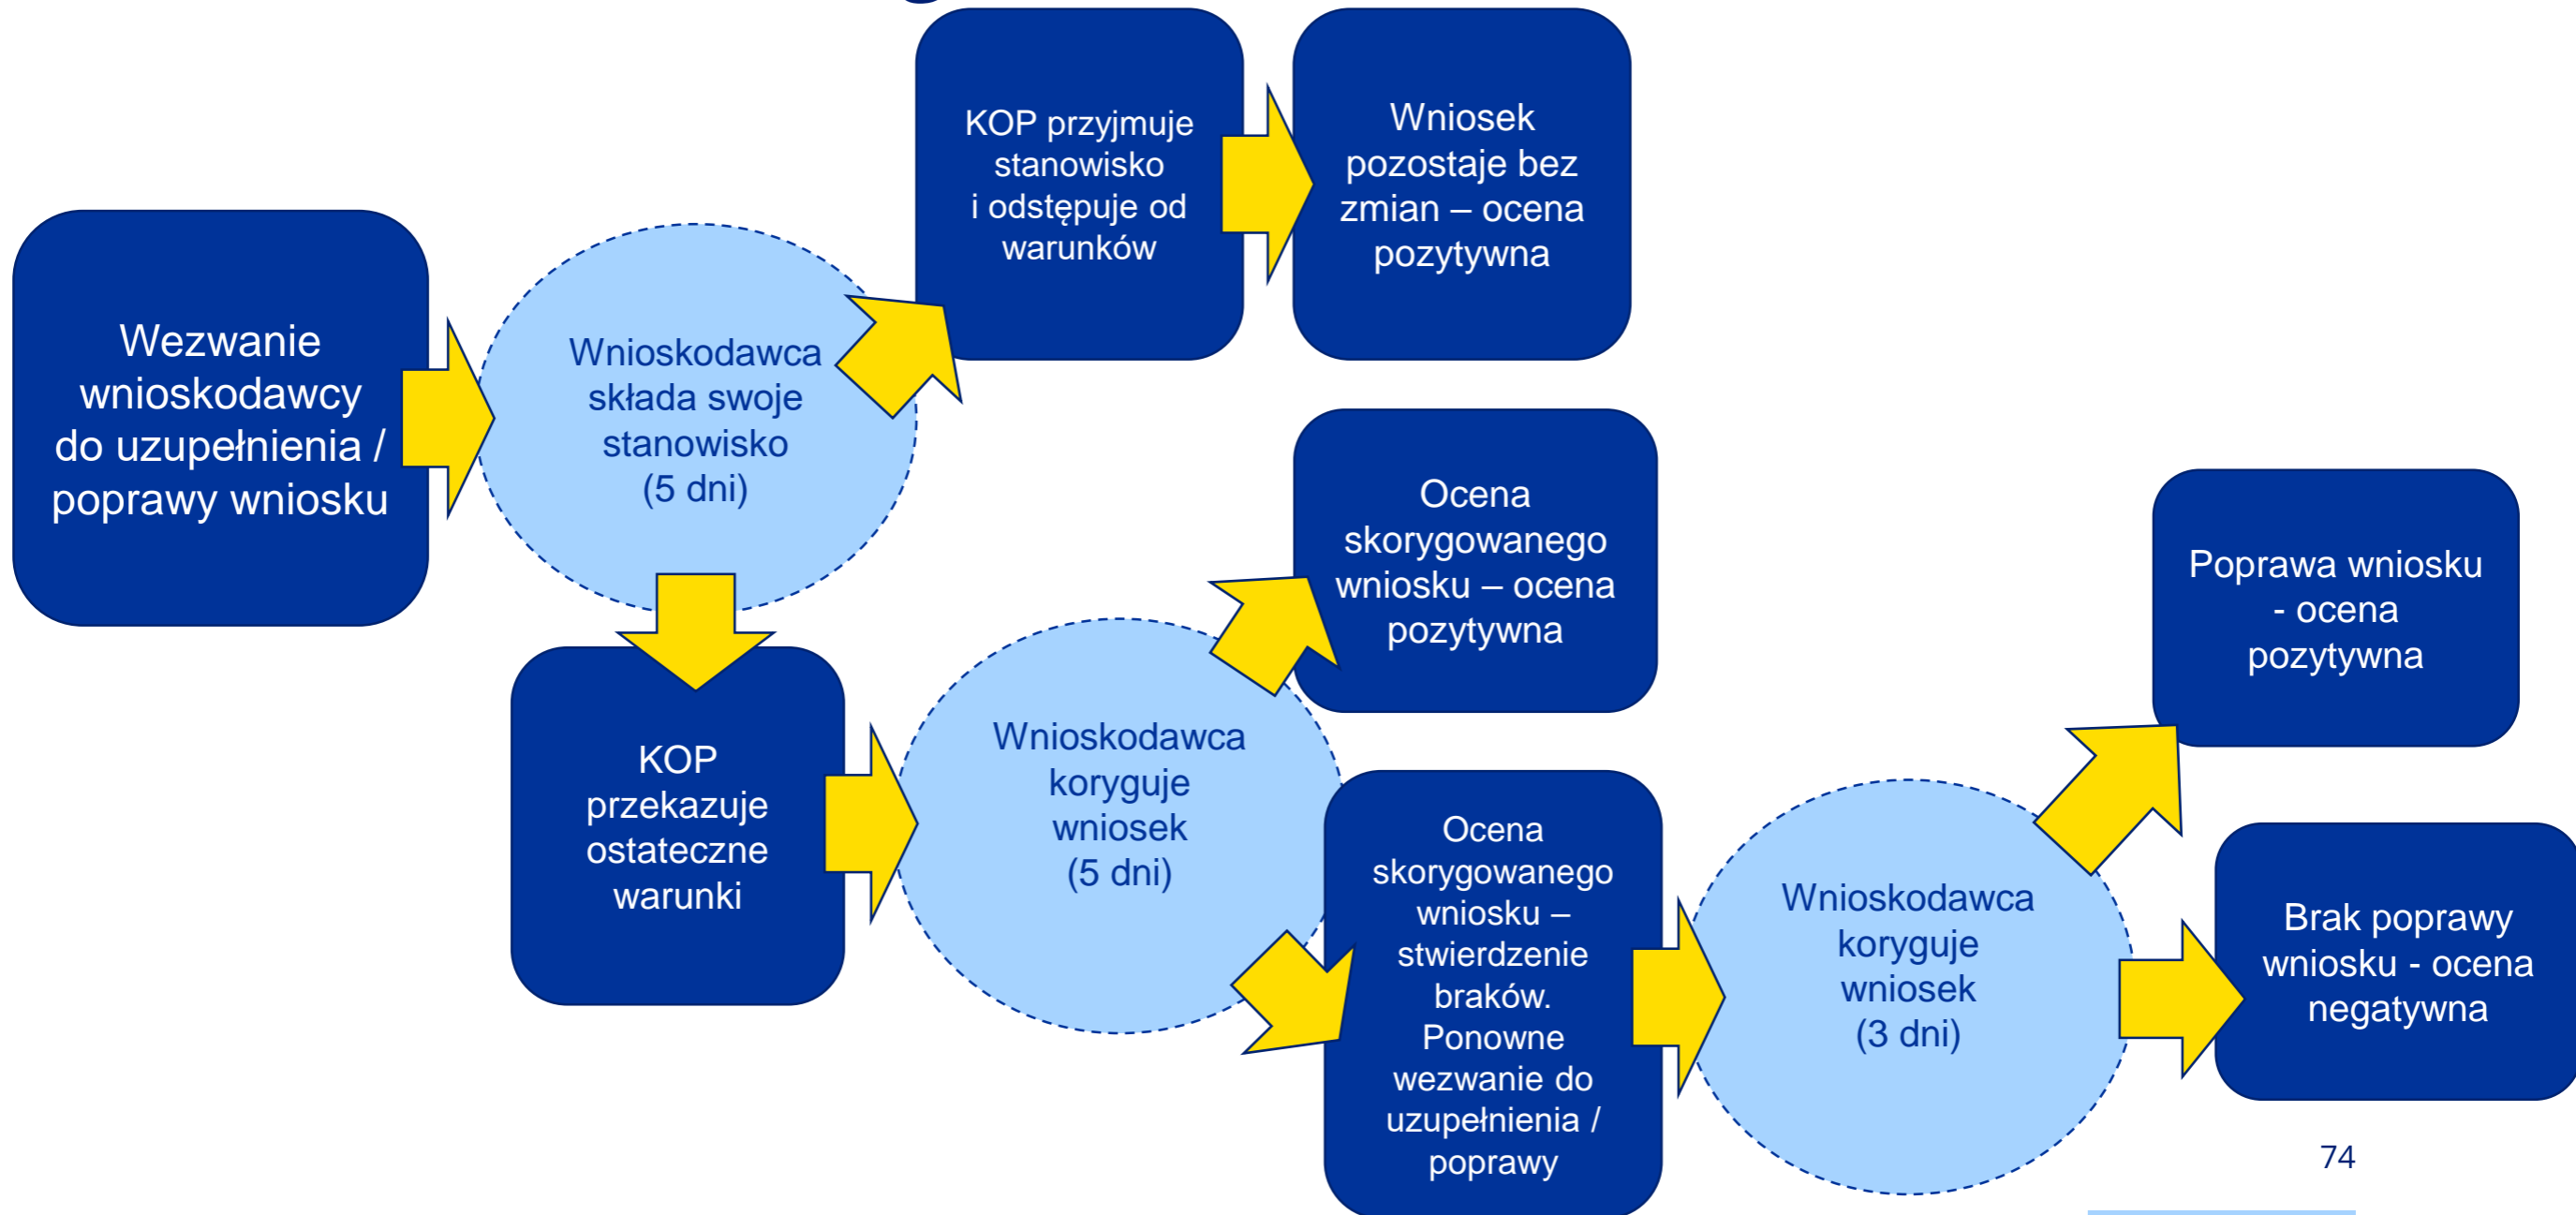 Wezwanie
wnioskodawcy
do uzupełnienia /
poprawy wniosku
Wnioskodawca
składa swoje
stanowisko
(5 dni)
KOP przyjmuje
stanowisko
i odstępuje od
warunków
Wniosek
pozostaje bez
zmian – ocena
pozytywna
KOP
przekazuje
ostateczne
warunki
Wnioskodawca
koryguje
wniosek
(5 dni)
Ocena
skorygowanego
wniosku – ocena
pozytywna
Ocena
skorygowanego
wniosku –
stwierdzenie
braków.
Ponowne
wezwanie do
uzupełnienia /
poprawy
Wnioskodawca
koryguje
wniosek
(3 dni)
Poprawa wniosku
- ocena
pozytywna
Brak poprawy
wniosku - ocena
negatywna
74